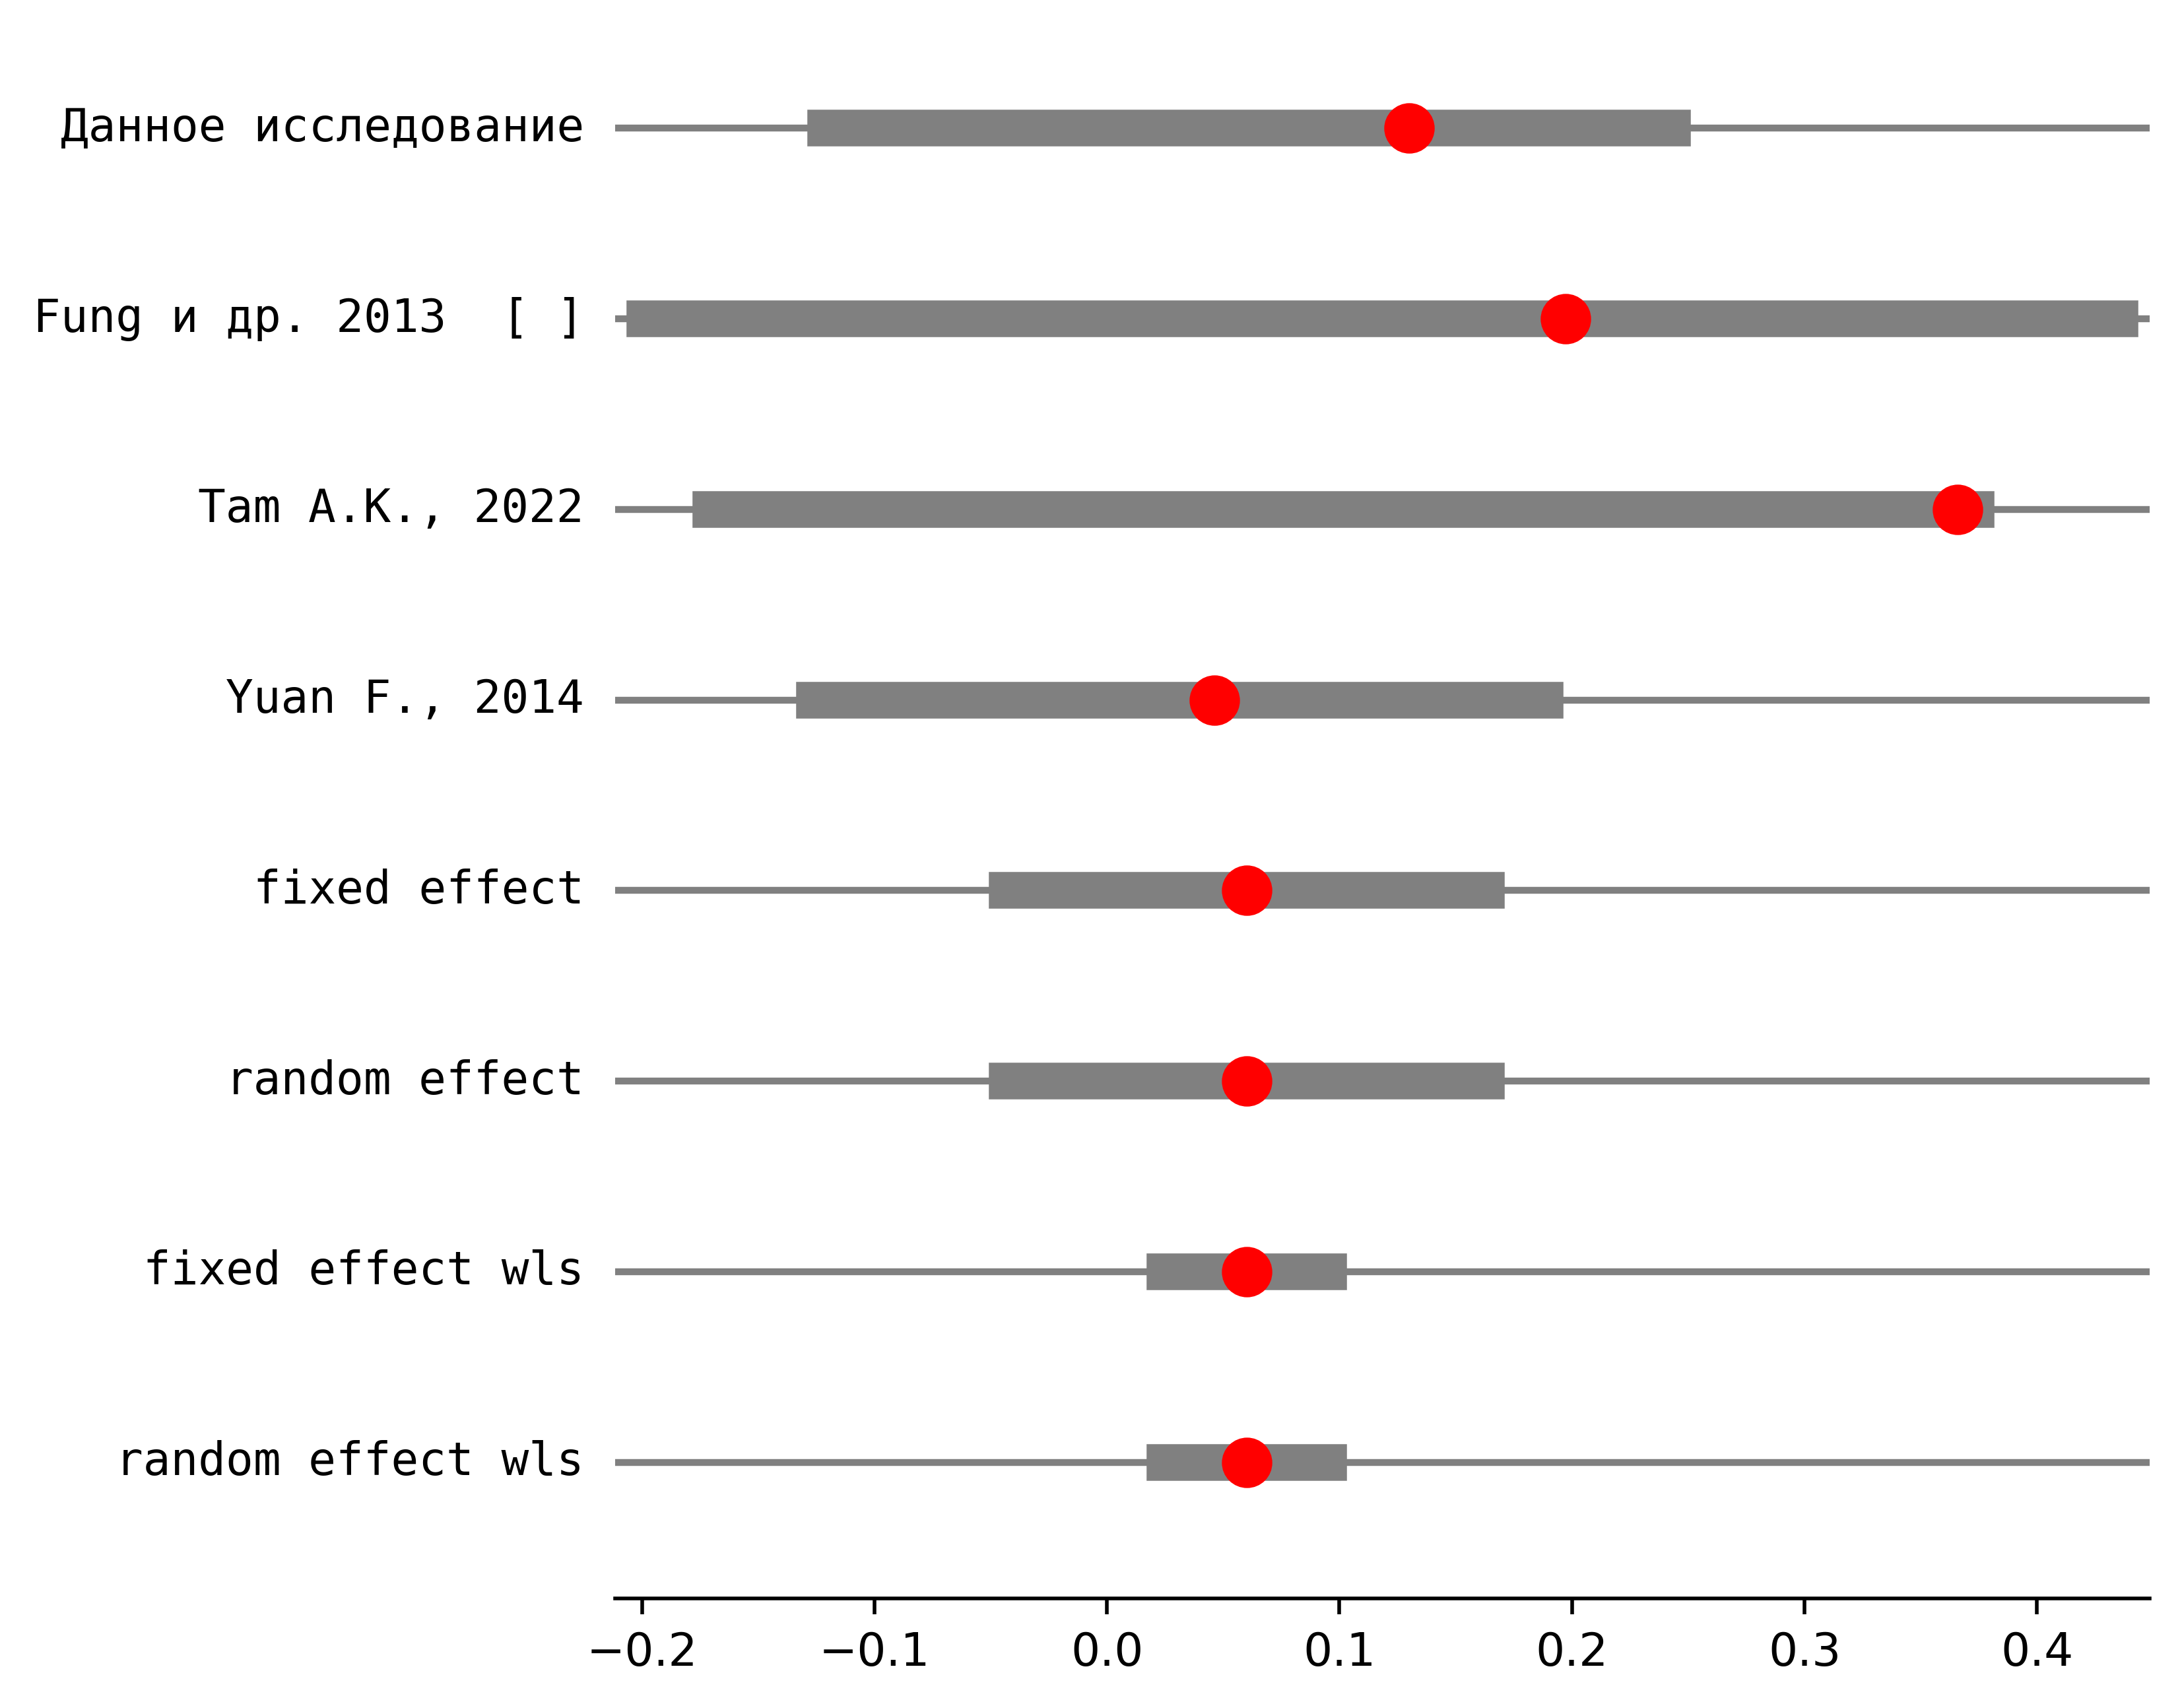 Данное исследование
Fung и др. 2013  [ ]
Tam A.K., 2022
Yuan F., 2014
fixed effect
random effect
fixed effect wls
random effect wls
−0.2 −0.1 0.0 0.1 0.2 0.3 0.4